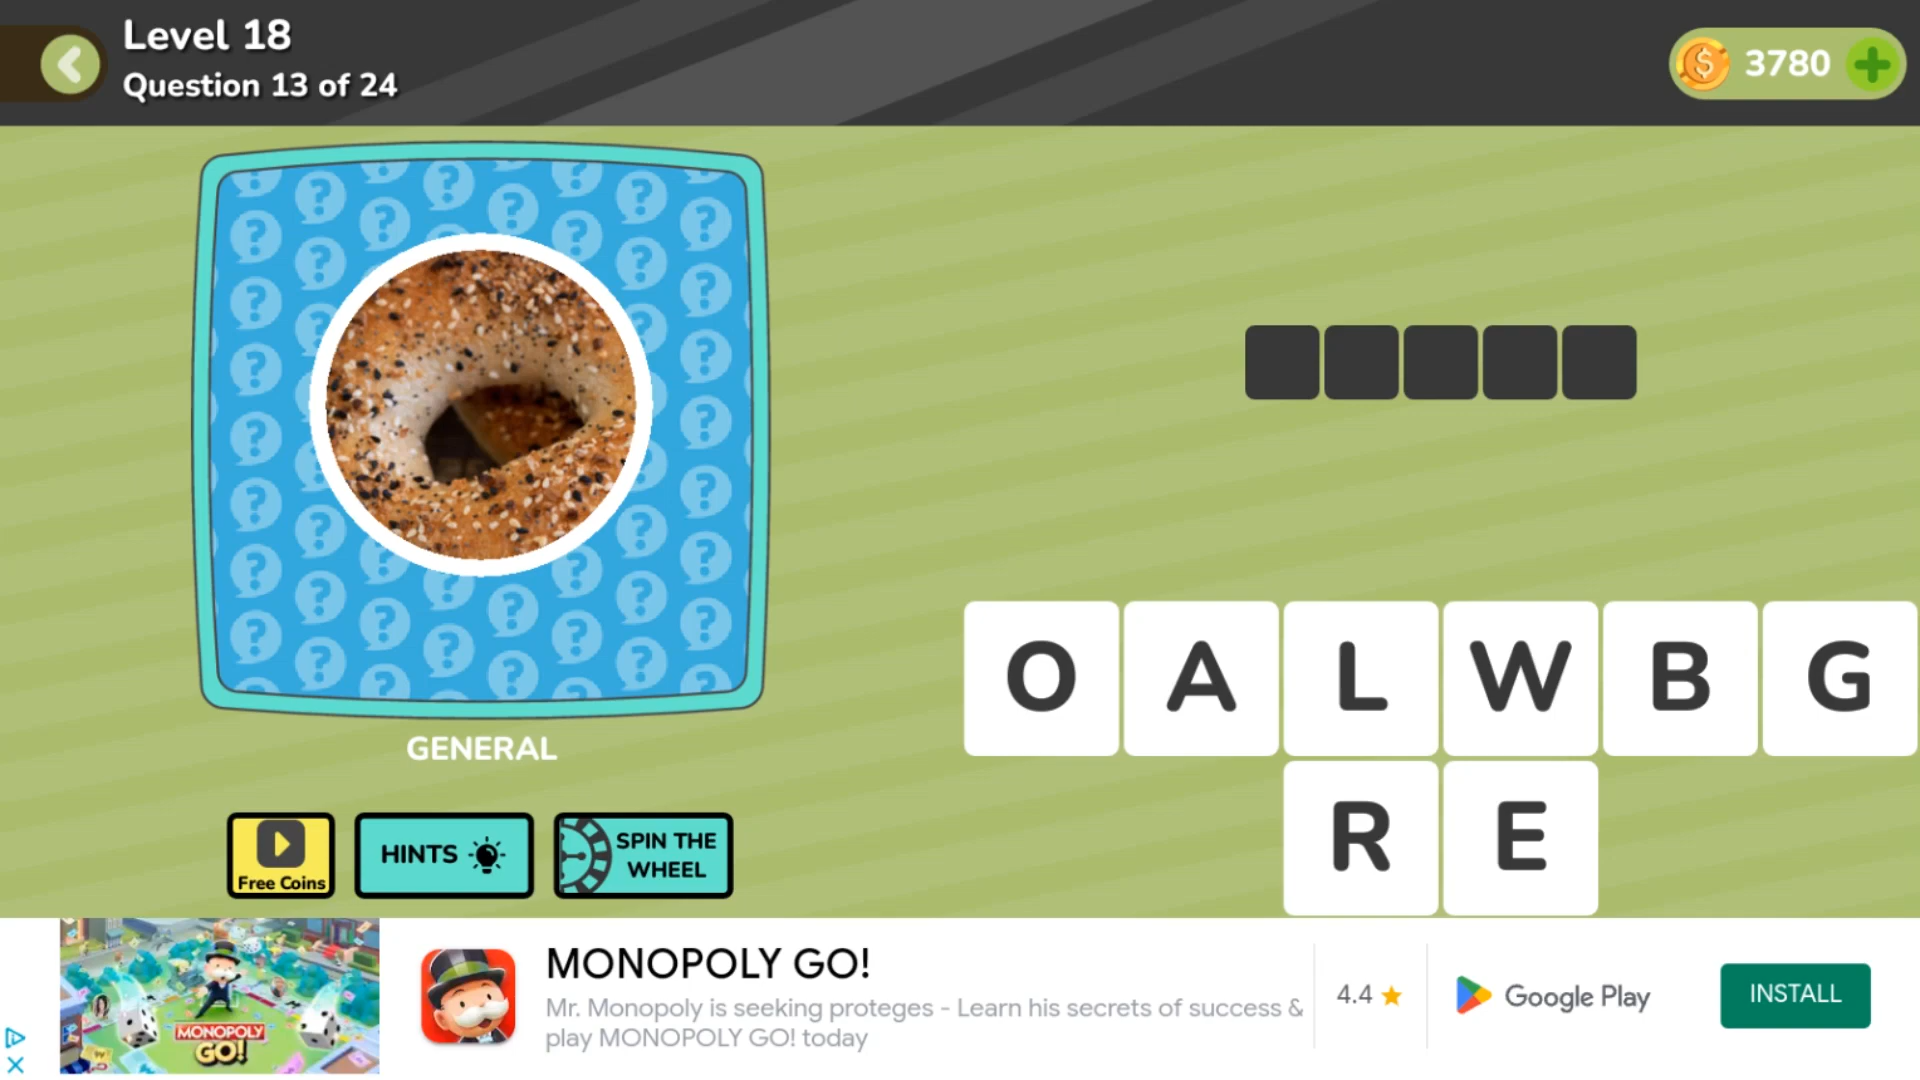 Level 18
Question 13 of 24
3780
GENERAL
Free Coins
HINTS
SPIN THE
WHEEL
O A L W B G
R E
MONOPOLY
GO!
MONOPOLY GO!
Mr. Monopoly is seeking proteges - Learn his secrets of success &
play MONOPOLY GO! today
4.4
Google Play
INSTALL